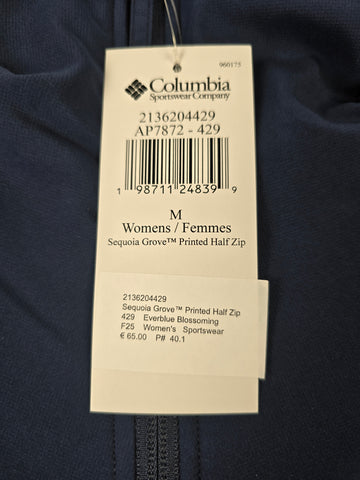 960175
Columbia
Sportswear Company
2136204429
AP7872 - 429
1 98711 24839 9
M
Womens / Femmes
Sequoia Grove™ Printed Half Zip
2136204429
Sequoia Grove™ Printed Half Zip
429 Everblue Blossoming
F25 Women's Sportswear
€ 65.00 P# 40.1